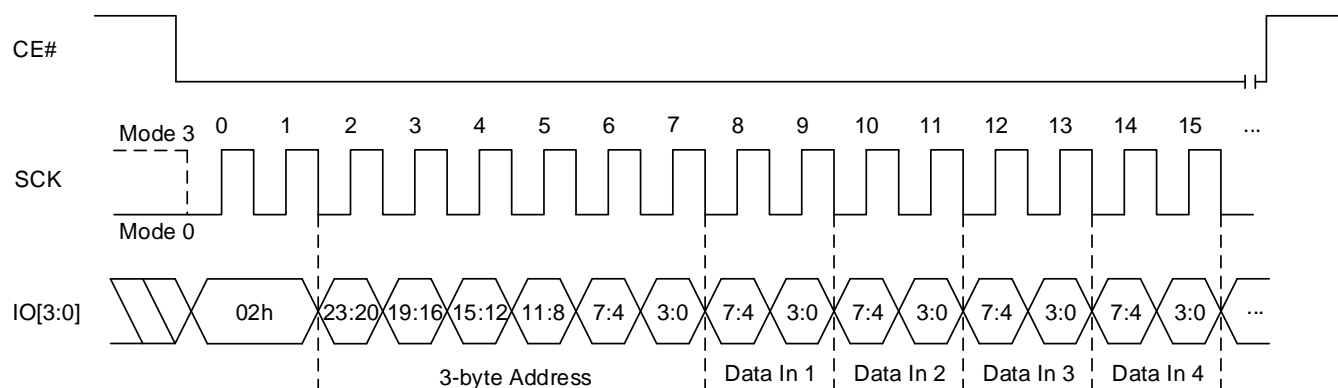 CE#
0 1 2 3 4 5 6 7 8 9 10 11 12 13 14 15 ...
Mode 3
SCK
Mode 0
IO[3:0] 02h 23:20 19:16 15:12 11:8 7:4 3:0 7:4 3:0 7:4 3:0 7:4 3:0 7:4 3:0 ...
3-byte Address Data In 1 Data In 2 Data In 3 Data In 4